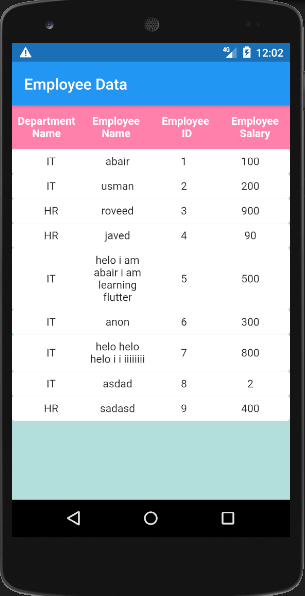 4G 12:02
Employee Data
Department Name Employee Name Employee ID Employee Salary
IT abair 1 100
IT usman 2 200
HR roveed 3 900
HR javed 4 90
IT helo i am abair i am learning flutter 5 500
IT anon 6 300
IT helo helo helo i i iiiiiiii 7 800
IT asdad 8 2
HR sadasd 9 400